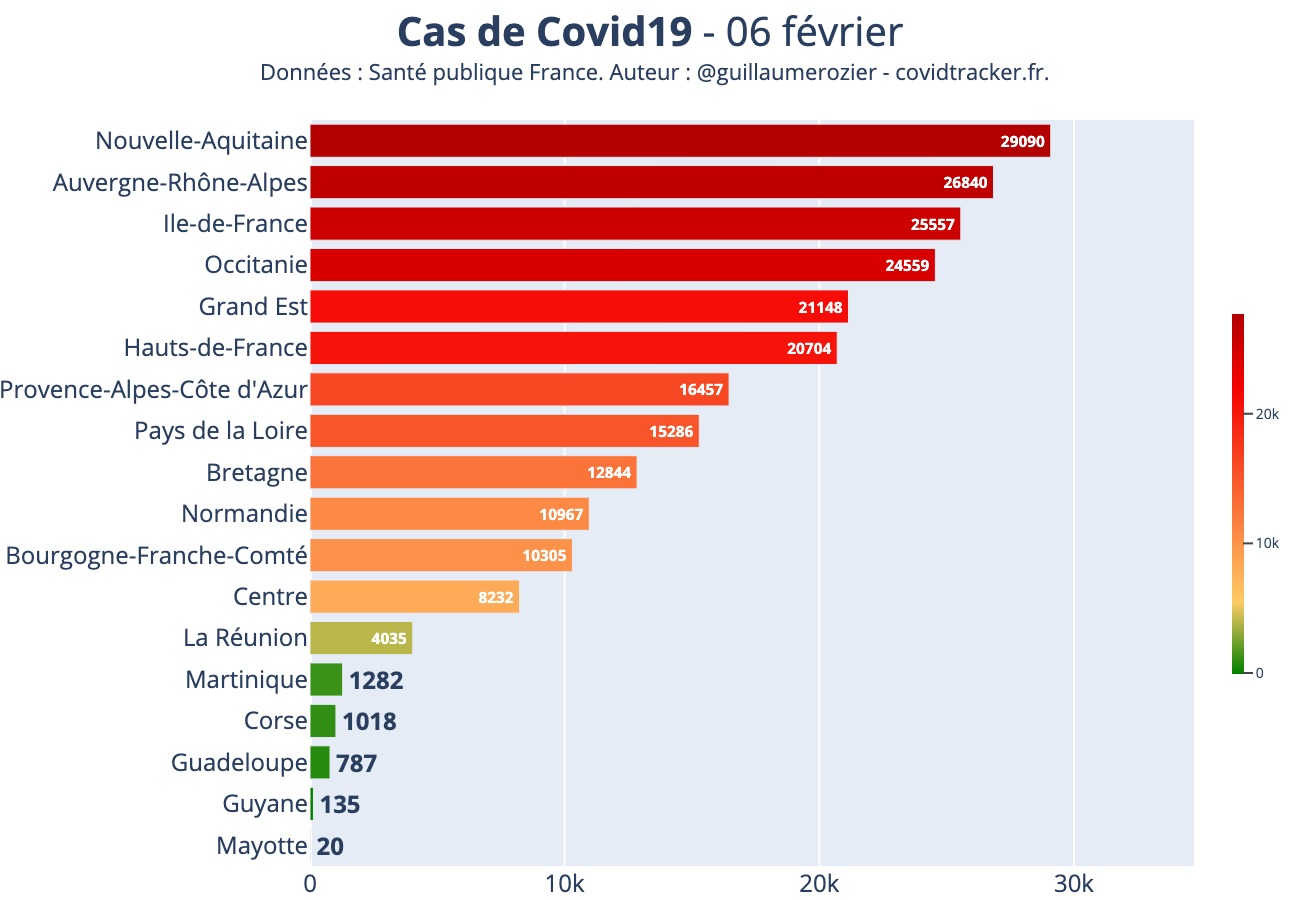 Cas de Covid19 - 06 février
Données : Santé publique France. Auteur : @guillaumerozier - covidtracker.fr.
Nouvelle-Aquitaine 29090
Auvergne-Rhône-Alpes 26840
Ile-de-France 25557
Occitanie 24559
Grand Est 21148
Hauts-de-France 20704
Provence-Alpes-Côte d'Azur 16457
Pays de la Loire 15286
Bretagne 12844
Normandie 10967
Bourgogne-Franche-Comté 10305
Centre 8232
La Réunion 4035
Martinique 1282
Corse 1018
Guadeloupe 787
Guyane 135
Mayotte 20
0 10k 20k 30k
20k
10k
0